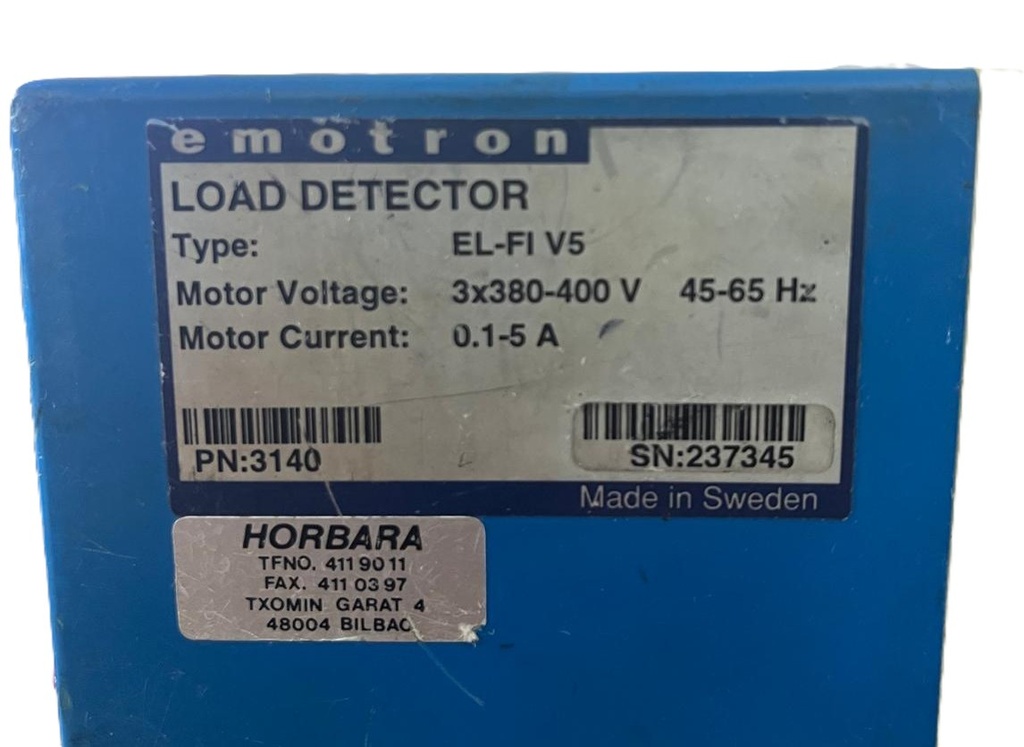 emotron
LOAD DETECTOR
Type: EL-FI V5
Motor Voltage: 3x380-400 V 45-65 Hz
Motor Current: 0.1-5 A
PN:3140 SN:237345
Made in Sweden
HORBARA
TFNO. 411 90 11
FAX. 411 03 97
TXOMIN GARAT 4
48004 BILBAO